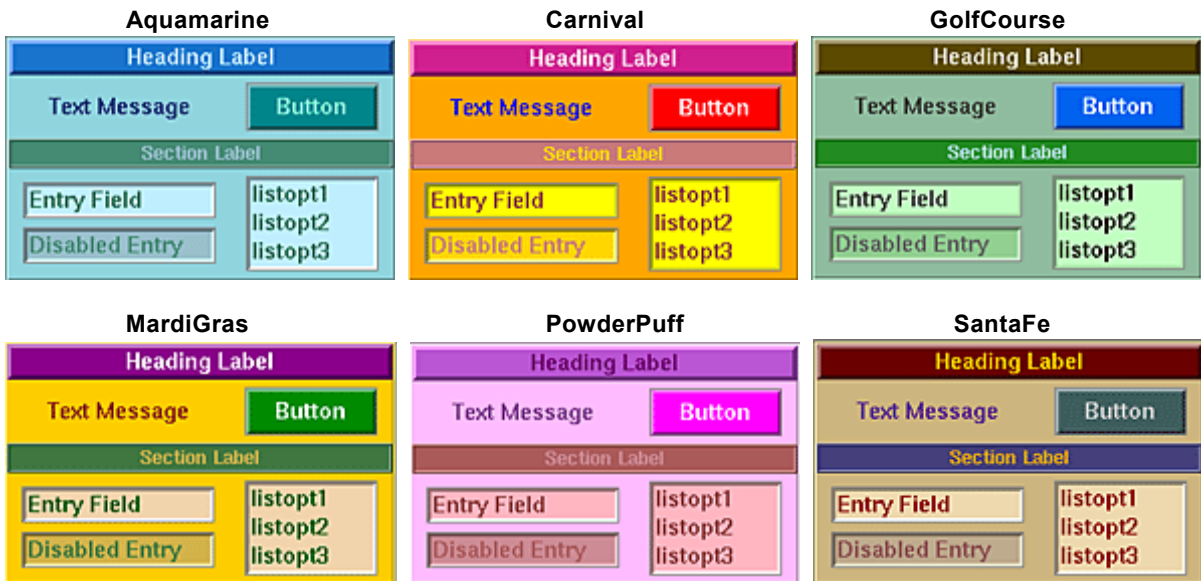 Aquamarine
Heading Label
Text Message
Button
Section Label
Entry Field
Disabled Entry
listopt1
listopt2
listopt3
Carnival
Heading Label
Text Message
Button
Section Label
Entry Field
Disabled Entry
listopt1
listopt2
listopt3
GolfCourse
Heading Label
Text Message
Button
Section Label
Entry Field
Disabled Entry
listopt1
listopt2
listopt3
MardiGras
Heading Label
Text Message
Button
Section Label
Entry Field
Disabled Entry
listopt1
listopt2
listopt3
PowderPuff
Heading Label
Text Message
Button
Section Label
Entry Field
Disabled Entry
listopt1
listopt2
listopt3
SantaFe
Heading Label
Text Message
Button
Section Label
Entry Field
Disabled Entry
listopt1
listopt2
listopt3